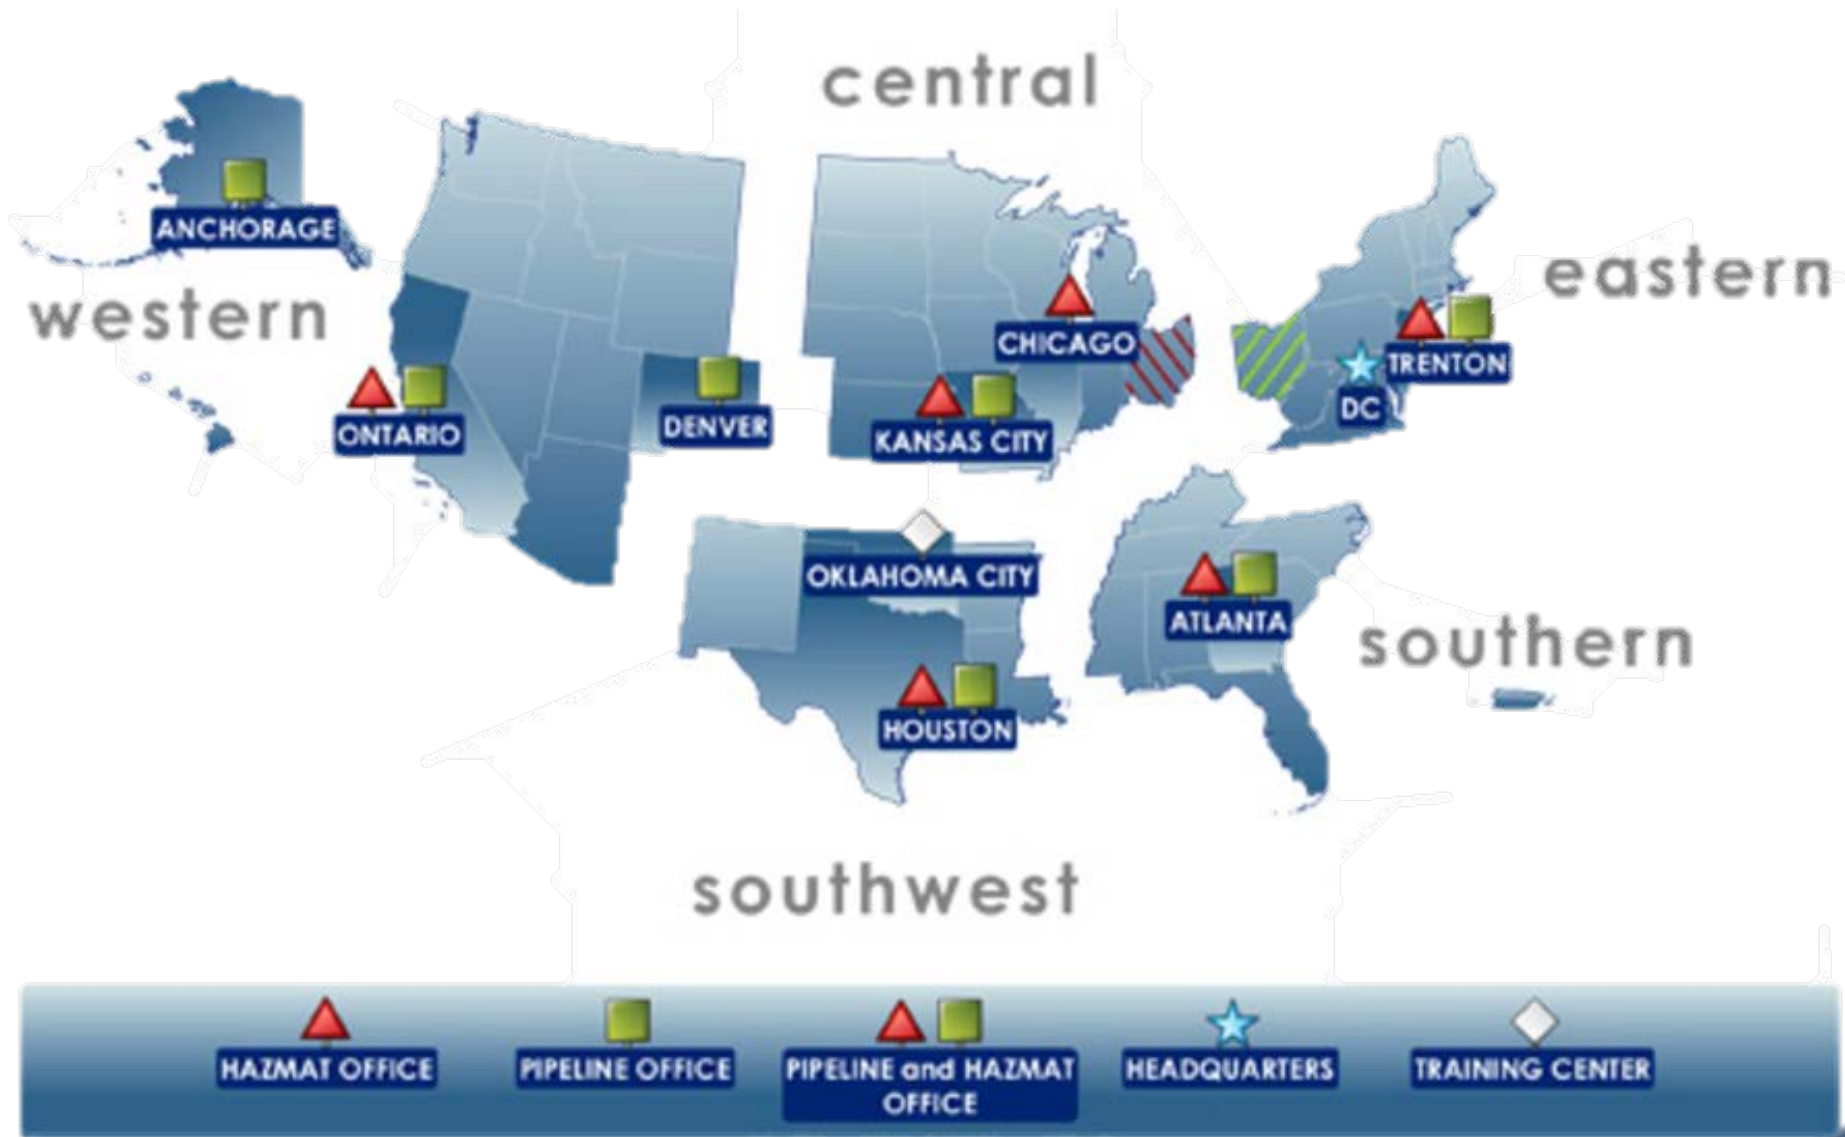 central
ANCHORAGE
western
eastern
CHICAGO
TRENTON
ONTARIO
DENVER
KANSAS CITY
DC
OKLAHOMA CITY
ATLANTA
southern
HOUSTON
southwest
HAZMAT OFFICE
PIPELINE OFFICE
PIPELINE and HAZMAT
OFFICE
HEADQUARTERS
TRAINING CENTER